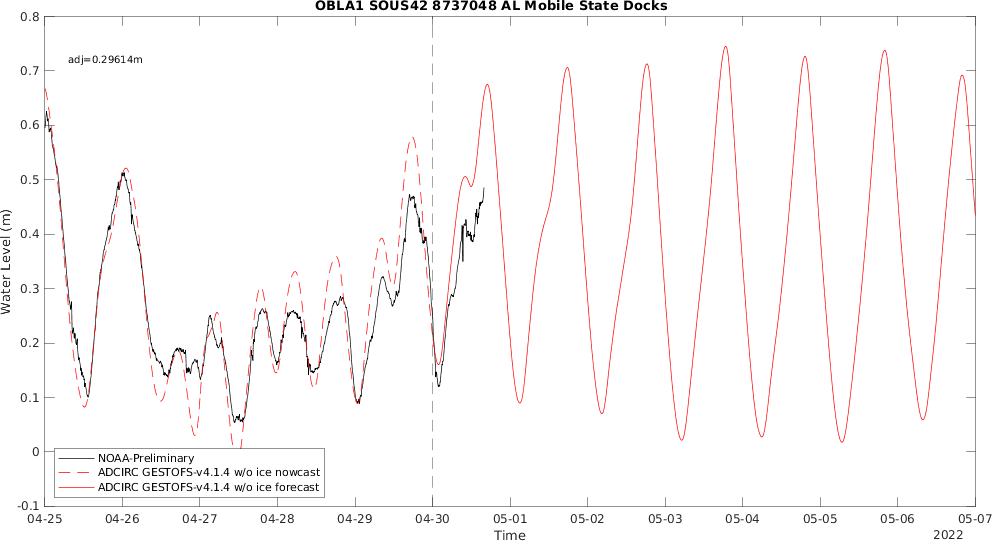 OBLA1 SOUS42 8737048 AL Mobile State Docks
adj=0.29614m
0.8
0.7
0.6
0.5
0.4
0.3
0.2
0.1
0
-0.1
Water Level (m)
NOAA-Preliminary
ADCIRC GESTOFS-v4.1.4 w/o ice nowcast
ADCIRC GESTOFS-v4.1.4 w/o ice forecast
04-25 04-26 04-27 04-28 04-29 04-30 05-01 05-02 05-03 05-04 05-05 05-06 05-07
Time
2022